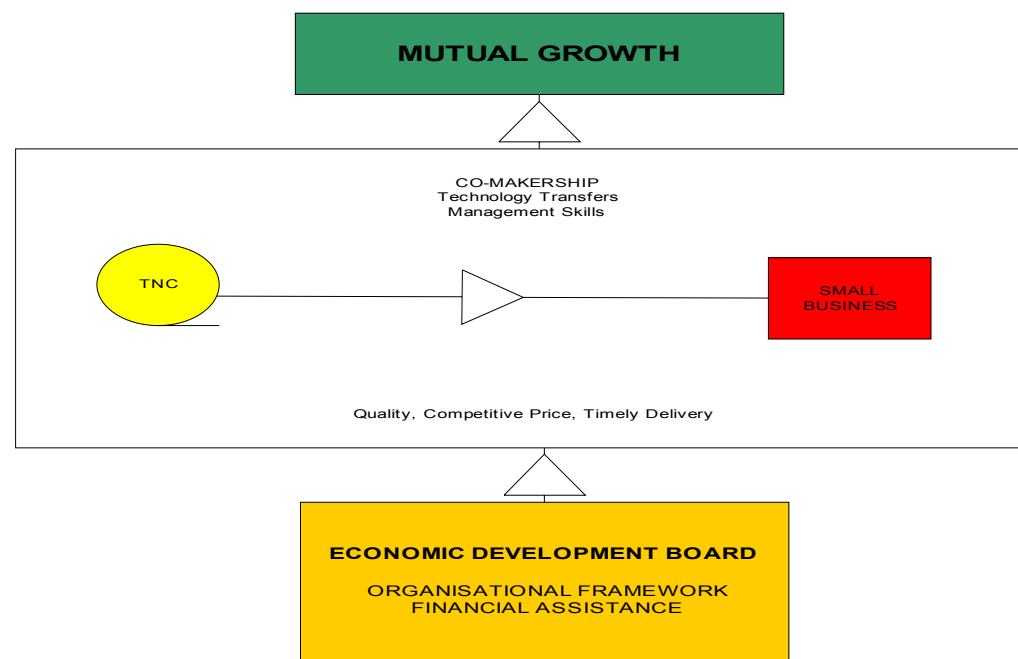 MUTUAL GROWTH
CO-MAKERSHIP
Technology Transfers
Management Skills
TNC
SMALL
BUSINESS
Quality, Competitive Price, Timely Delivery
ECONOMIC DEVELOPMENT BOARD
ORGANISATIONAL FRAMEWORK
FINANCIAL ASSISTANCE